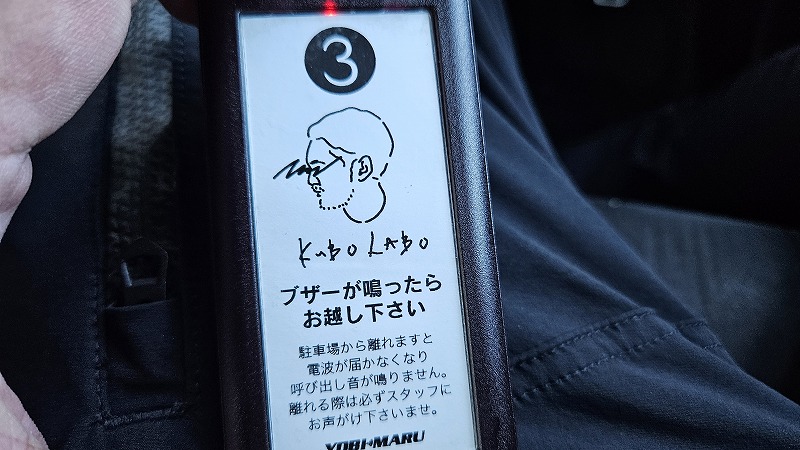 3
KUBO LABO
ブザーが鳴ったら
お越し下さい
駐車場から離れますと
電波が届かなくなり
呼び出し音が鳴りません。
離れる際は必ずスタッフに
お声がけ下さいませ。
YOBI-MARU